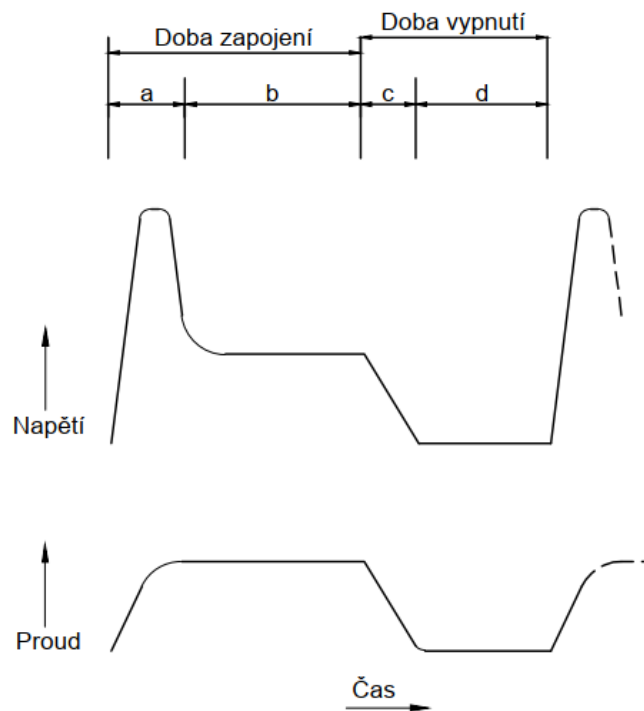 Doba zapojení
Doba vypnutí
a
b
c
d
Napětí
Proud
Čas